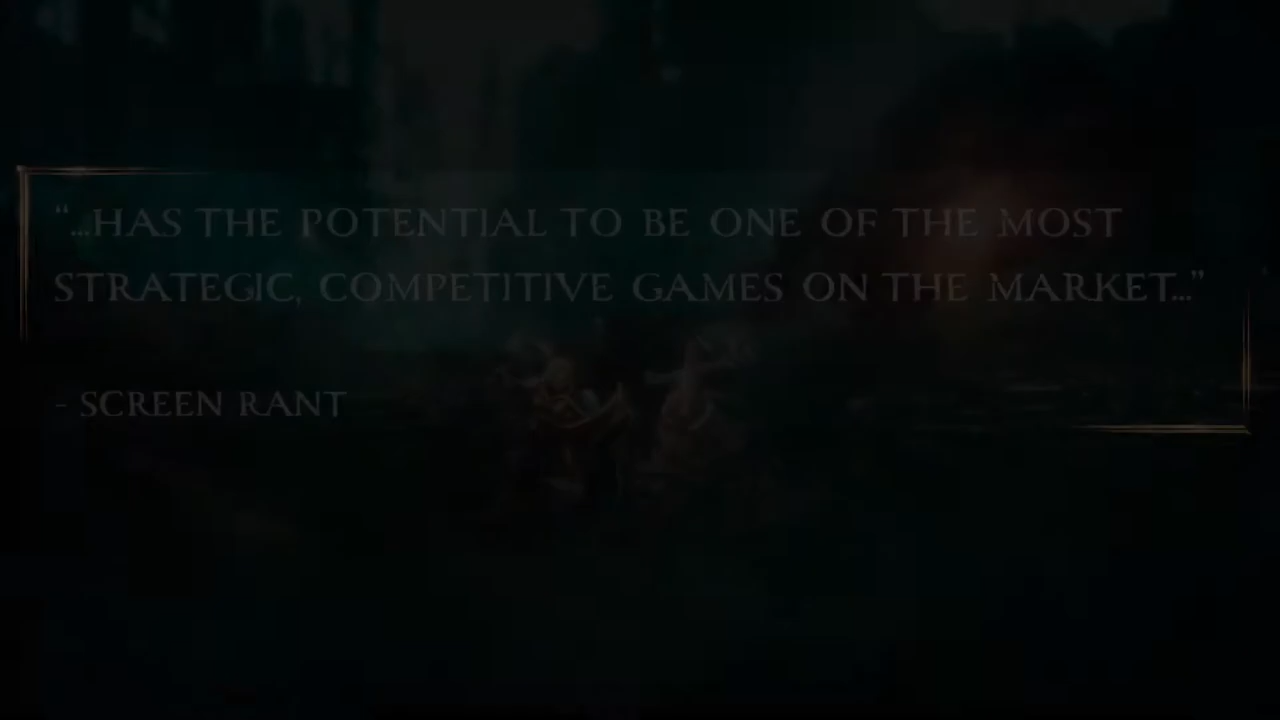 “...HAS THE POTENTIAL TO BE ONE OF THE MOST
STRATEGIC, COMPETITIVE GAMES ON THE MARKET...”
- SCREEN RANT